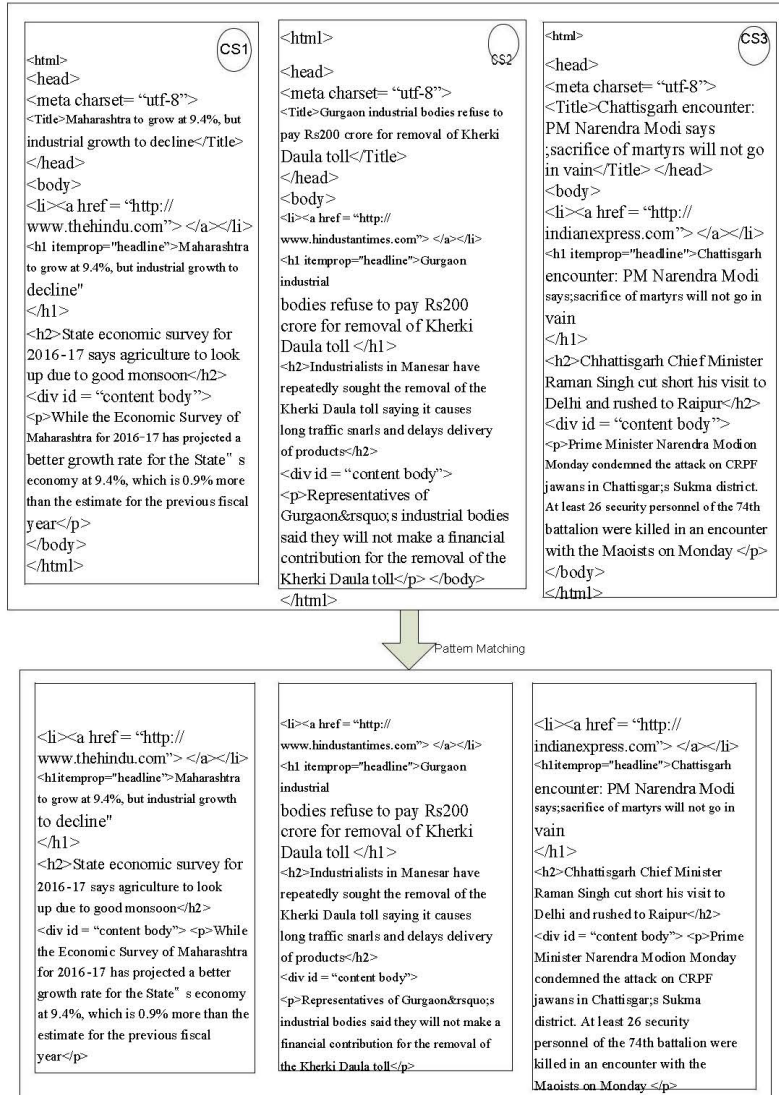 CS1
<html>
<head>
<meta charset= “utf-8”>
<Title>Maharashtra to grow at 9.4%, but
industrial growth to decline</Title>
</head>
<body>
<li><a href = “http://
www.thehindu.com”> </a></li>
<h1 itemprop="headline">Maharashtra
to grow at 9.4%, but industrial growth to
decline"
</h1>
<h2>State economic survey for
2016-17 says agriculture to look
up due to good monsoon</h2>
<div id = “content body”>
<p>While the Economic Survey of
Maharashtra for 2016-17 has projected a
better growth rate for the State‟ s
economy at 9.4%, which is 0.9% more
than the estimate for the previous fiscal
year</p>
</body>
</html>
<html>
CS2
<head>
<meta charset= “utf-8”>
<Title>Gurgaon industrial bodies refuse to
pay Rs200 crore for removal of Kherki
Daula toll</Title>
</head>
<body>
<li><a href = “http://
www.hindustantimes.com”> </a></li>
<h1 itemprop="headline">Gurgaon
industrial
bodies refuse to pay Rs200
crore for removal of Kherki
Daula toll </h1>
<h2>Industrialists in Manesar have
repeatedly sought the removal of the
Kherki Daula toll saying it causes
long traffic snarls and delays delivery
of products</h2>
<div id = “content body”>
<p>Representatives of
Gurgaon&rsquo;s industrial bodies
said they will not make a financial
contribution for the removal of the
Kherki Daula toll</p> </body>
</html>
<html>
CS3
<head>
<meta charset= “utf-8”>
<Title>Chattisgarh encounter:
PM Narendra Modi says
;sacrifice of martyrs will not go
in vain</Title> </head>
<body>
<li><a href = “http://
indianexpress.com”> </a></li>
<h1 itemprop="headline">Chattisgarh
encounter: PM Narendra Modi
says;sacrifice of martyrs will not go in
vain
</h1>
<h2>Chhattisgarh Chief Minister
Raman Singh cut short his visit to
Delhi and rushed to Raipur</h2>
<div id = “content body”>
<p>Prime Minister Narendra Modion
Monday condemned the attack on CRPF
jawans in Chattisgar;s Sukma district.
At least 26 security personnel of the 74th
battalion were killed in an encounter
with the Maoists on Monday </p>
</body>
</html>
Pattern Matching
<li><a href = “http://
www.thehindu.com”> </a></li>
<h1itemprop="headline">Maharashtra
to grow at 9.4%, but industrial growth
to decline"
</h1>
<h2>State economic survey for
2016-17 says agriculture to look
up due to good monsoon</h2>
<div id = “content body”> <p>While
the Economic Survey of Maharashtra
for 2016-17 has projected a better
growth rate for the State‟ s economy
at 9.4%, which is 0.9% more than the
estimate for the previous fiscal
year</p>
<li><a href = “http://
www.hindustantimes.com”> </a></li>
<h1 itemprop="headline">Gurgaon
industrial
bodies refuse to pay Rs200
crore for removal of Kherki
Daula toll </h1>
<h2>Industrialists in Manesar have
repeatedly sought the removal of the
Kherki Daula toll saying it causes
long traffic snarls and delays delivery
of products</h2>
<div id = “content body”>
<p>Representatives of Gurgaon&rsquo;s
industrial bodies said they will not make a
financial contribution for the removal of
the Kherki Daula toll</p>
<li><a href = “http://
indianexpress.com”> </a></li>
<h1itemprop="headline">Chattisgarh
encounter: PM Narendra Modi
says;sacrifice of martyrs will not go in
vain
</h1>
<h2>Chhattisgarh Chief Minister
Raman Singh cut short his visit to
Delhi and rushed to Raipur</h2>
<div id = “content body”> <p>Prime
Minister Narendra Modion Monday
condemned the attack on CRPF
jawans in Chattisgar;s Sukma
district. At least 26 security
personnel of the 74th battalion were
killed in an encounter with the
Maoists on Monday </p>